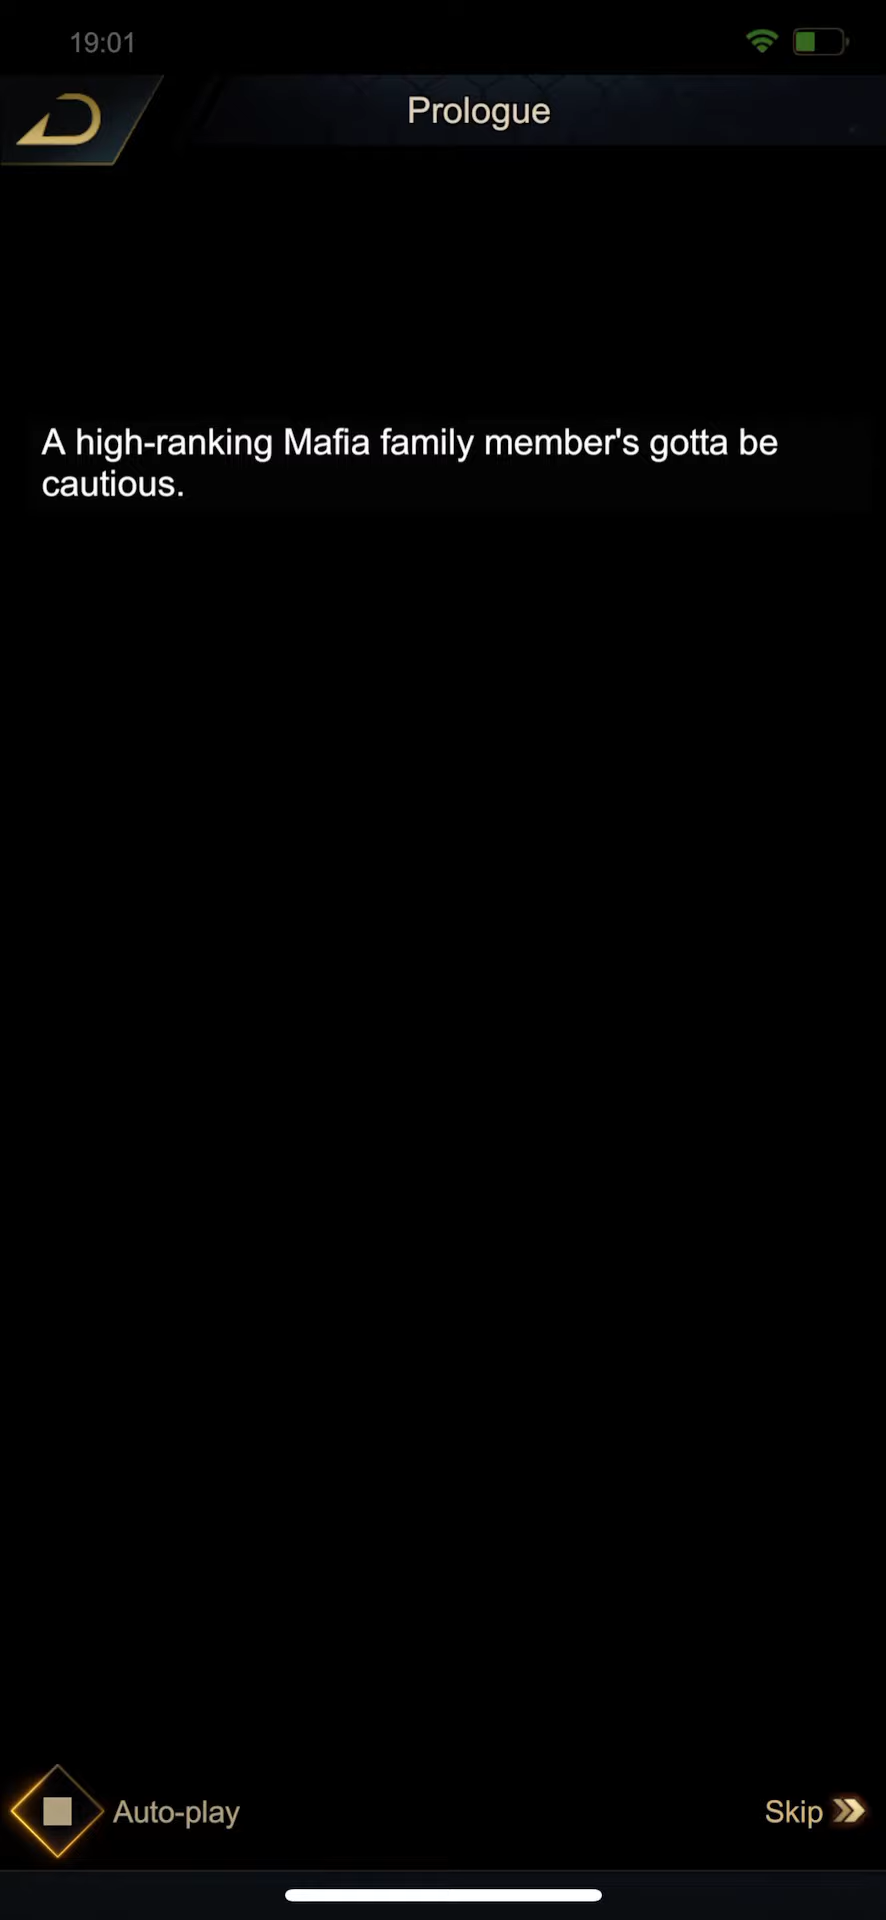 19:01
Prologue
A high-ranking Mafia family member's gotta be
cautious.
Auto-play
Skip